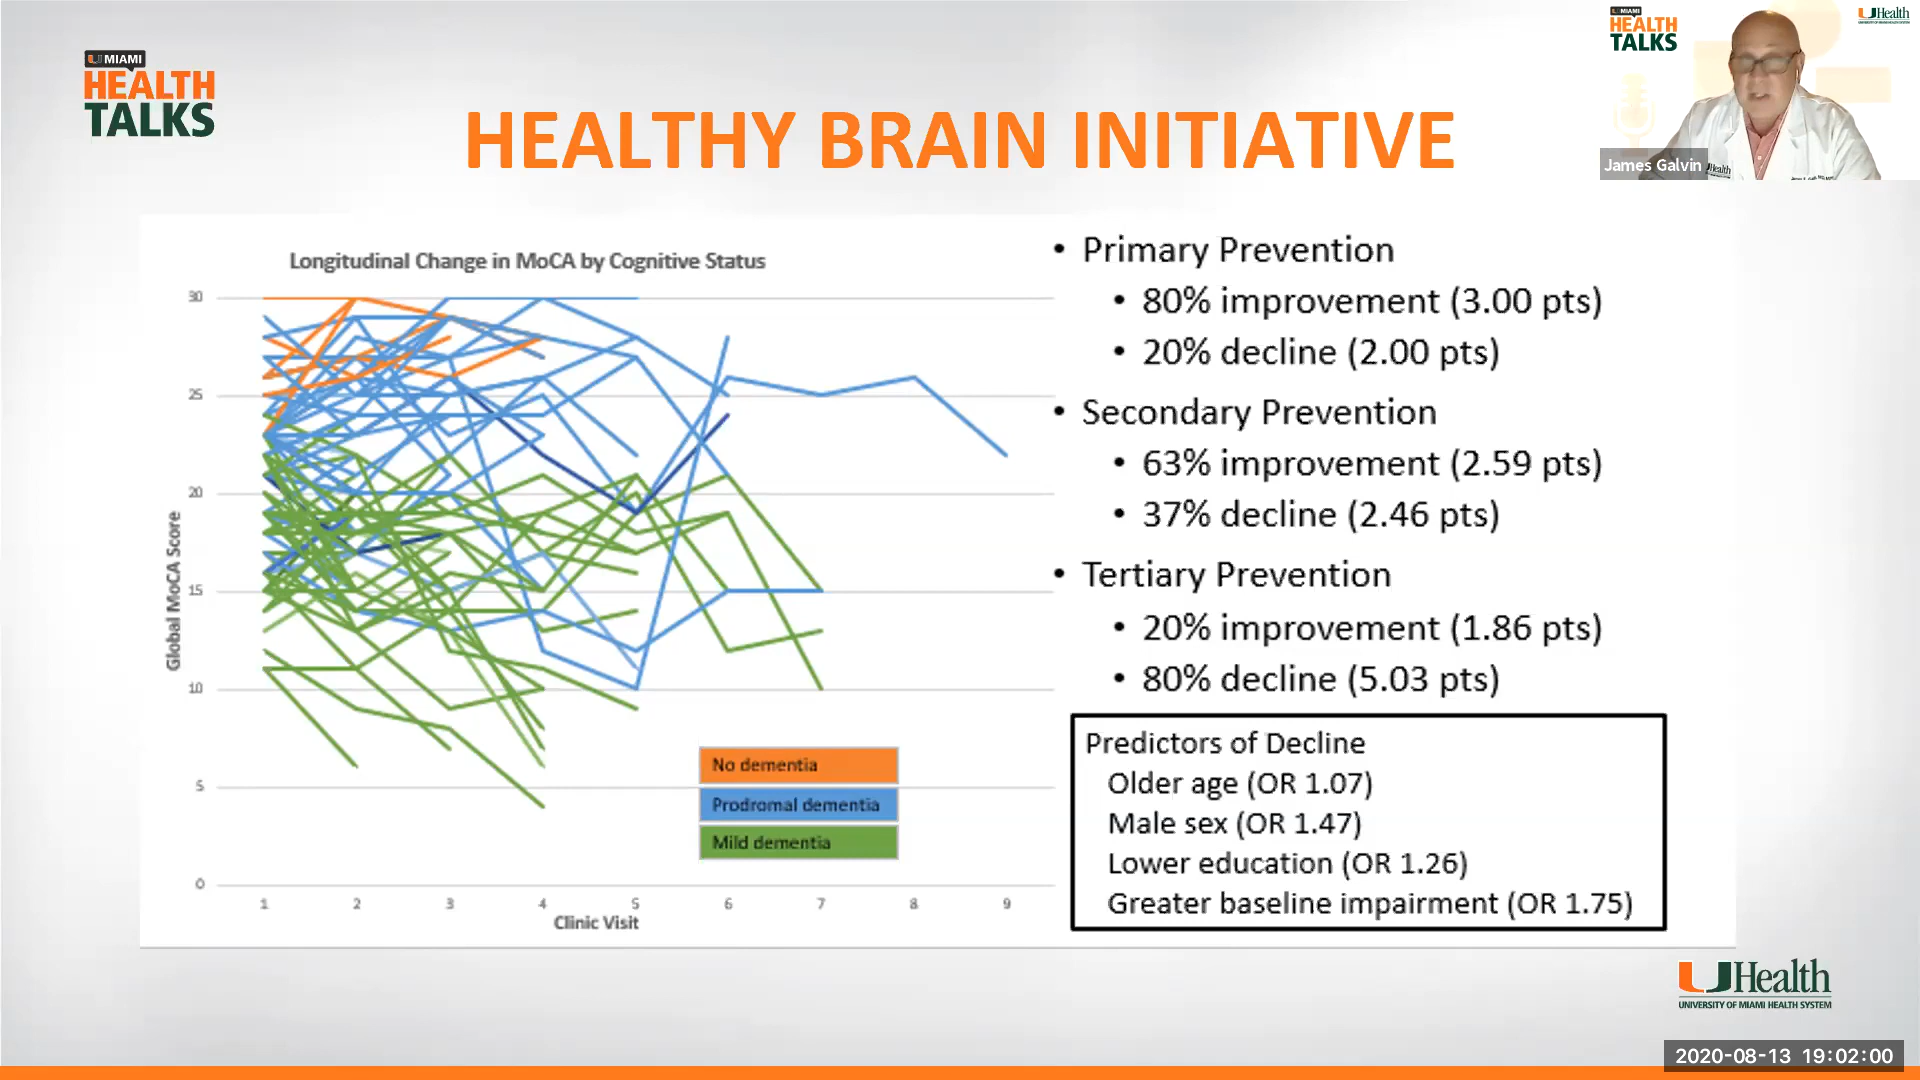 U MIAMI
HEALTH
TALKS
HEALTHY BRAIN INITIATIVE
U MIAMI
HEALTH
TALKS
UHealth
James Galvin
UHealth
Longitudinal Change in MoCA by Cognitive Status
30
25
20
15
10
5
0
Global MoCA Score
1 2 3 4 5 6 7 8 9
Clinic Visit
No dementia
Prodromal dementia
Mild dementia
• Primary Prevention
• 80% improvement (3.00 pts)
• 20% decline (2.00 pts)
• Secondary Prevention
• 63% improvement (2.59 pts)
• 37% decline (2.46 pts)
• Tertiary Prevention
• 20% improvement (1.86 pts)
• 80% decline (5.03 pts)
Predictors of Decline
Older age (OR 1.07)
Male sex (OR 1.47)
Lower education (OR 1.26)
Greater baseline impairment (OR 1.75)
UHealth
UNIVERSITY OF MIAMI HEALTH SYSTEM
2020-08-13 19:02:00